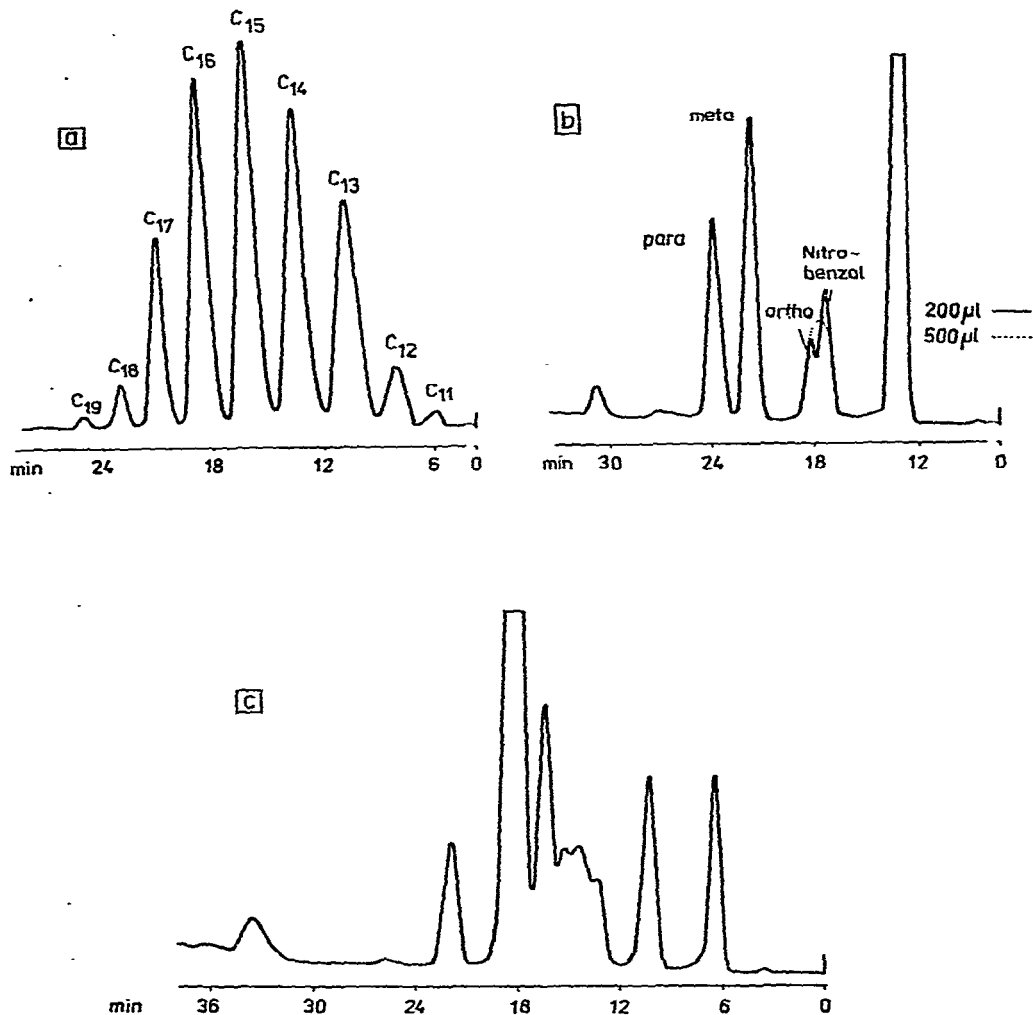 a
C19
C18
C17
C16
C15
C14
C13
C12
C11
min 24 18 12 6 0
b
para
meta
ortho
Nitro-
benzol
200µl
500µl
min 30 24 18 12 0
c
min 36 30 24 18 12 6 0